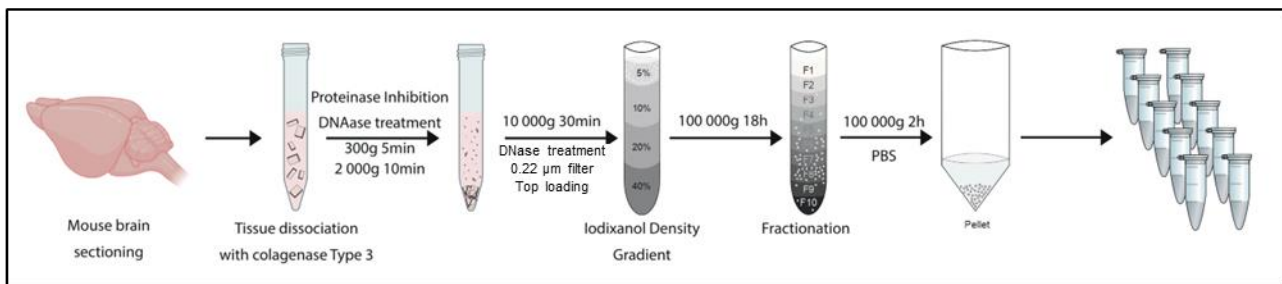 Mouse brain
sectioning
Tissue dissociation
with colagenase Type 3
Proteinase Inhibition
DNAase treatment
300g 5min
2 000g 10min
10 000g 30min
DNase treatment
0.22 µm filter
Top loading
5%
10%
20%
40%
Iodixanol Density
Gradient
100 000g 18h
F1
F2
F3
F4
F7
F8
F9
F10
Fractionation
100 000g 2h
PBS
Pellet